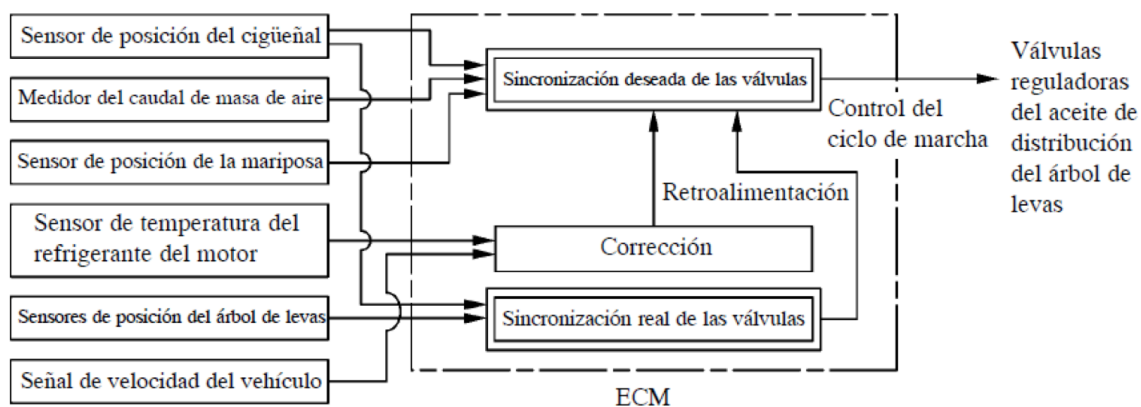 Sensor de posición del cigüeñal
Medidor del caudal de masa de aire
Sensor de posición de la mariposa
Sensor de temperatura del
refrigerante del motor
Sensores de posición del árbol de levas
Señal de velocidad del vehículo
Sincronización deseada de las válvulas
Control del
ciclo de marcha
Retroalimentación
Corrección
Sincronización real de las válvulas
ECM
Válvulas
reguladoras
del aceite de
distribución
del árbol de
levas